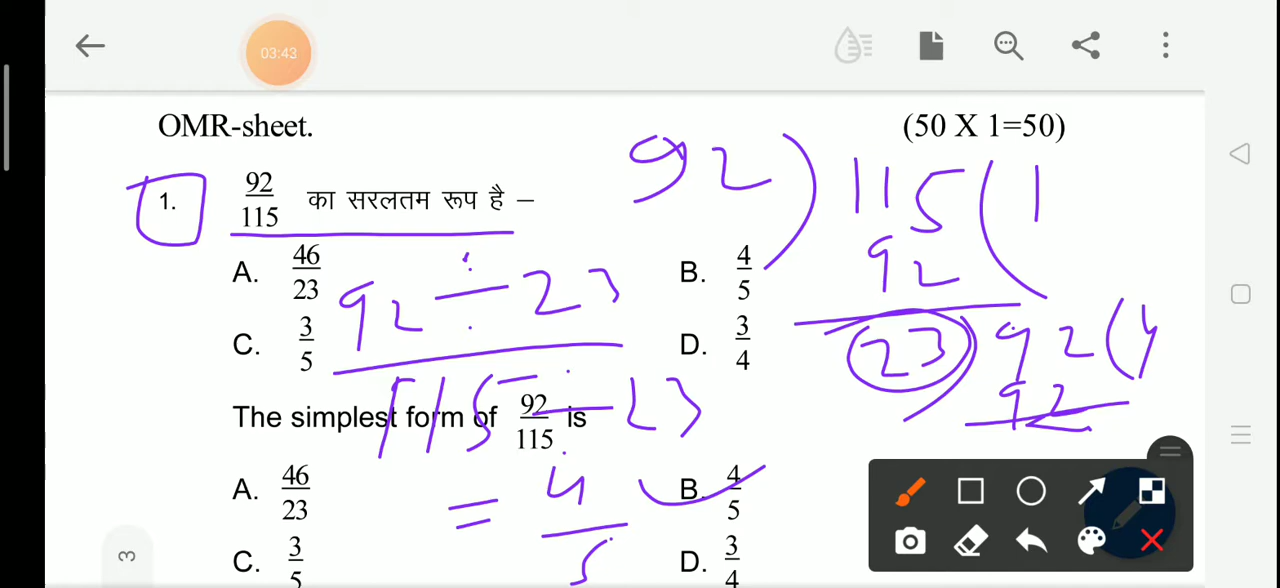 03:43
OMR-sheet. (50 X 1=50)
92 ) 115 ( 1
92
23 ) 92 ( 4
92
1. 92/115 का सरलतम रूप है –
A. 46/23 B. 4/5
C. 3/5 D. 3/4
92 ÷ 23
115 ÷ 23
= 4/5
The simplest form of 92/115 is
A. 46/23 B. 4/5
C. 3/5 D. 3/4
3